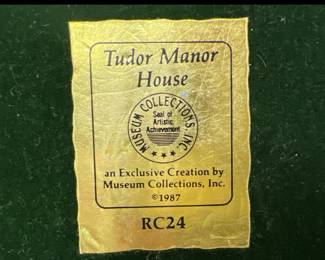 Tudor Manor
House
MUSEUM COLLECTIONS, INC.
Seal of
Artistic
Achievement
an Exclusive Creation by
Museum Collections, Inc.
©1987
RC24